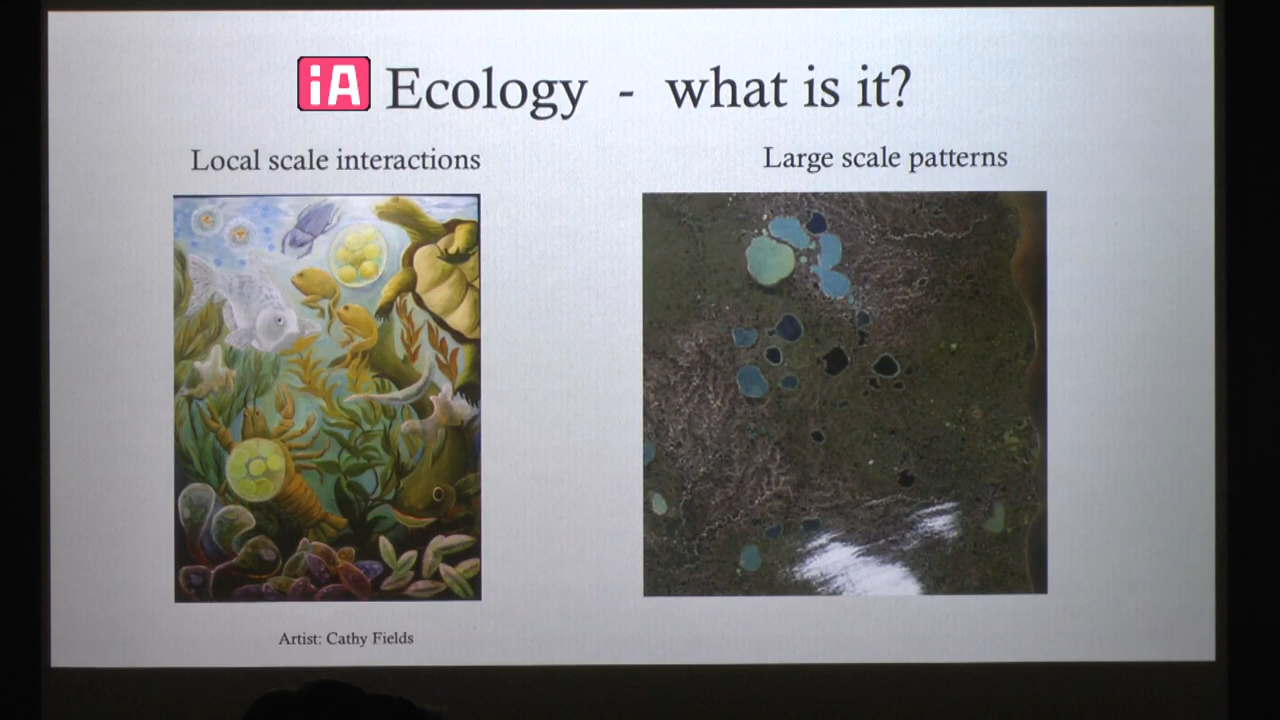 iA Ecology - what is it?
Local scale interactions
Large scale patterns
Artist: Cathy Fields